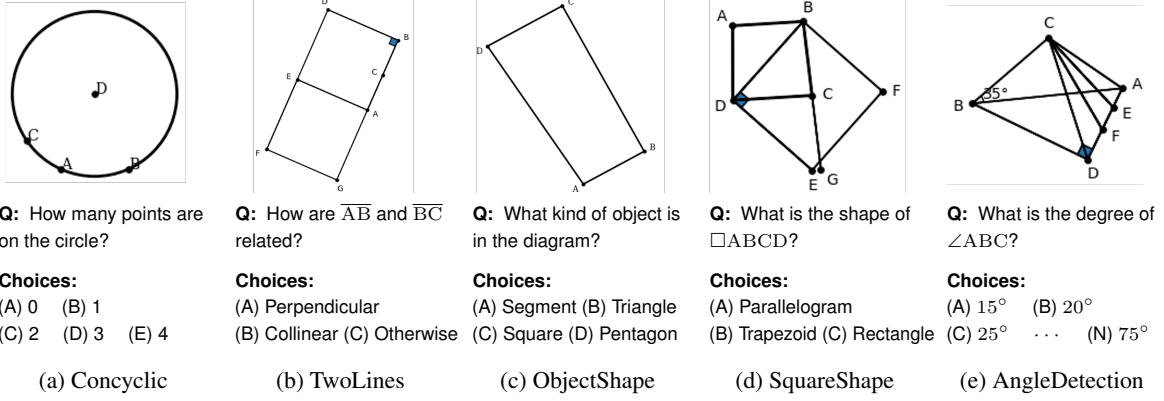 D
C
A
B
D
B
E
C
A
F
G
C
D
B
A
A
B
D
C
F
E
G
C
B
35°
A
E
F
D
Q: How many points are
on the circle?
Choices:
(A) 0 (B) 1
(C) 2 (D) 3 (E) 4
(a) Concyclic
Q: How are A̅B̅ and B̅C̅
related?
Choices:
(A) Perpendicular
(B) Collinear (C) Otherwise
(b) TwoLines
Q: What kind of object is
in the diagram?
Choices:
(A) Segment (B) Triangle
(C) Square (D) Pentagon
(c) ObjectShape
Q: What is the shape of
□ABCD?
Choices:
(A) Parallelogram
(B) Trapezoid (C) Rectangle
(d) SquareShape
Q: What is the degree of
∠ABC?
Choices:
(A) 15° (B) 20°
(C) 25° ··· (N) 75°
(e) AngleDetection